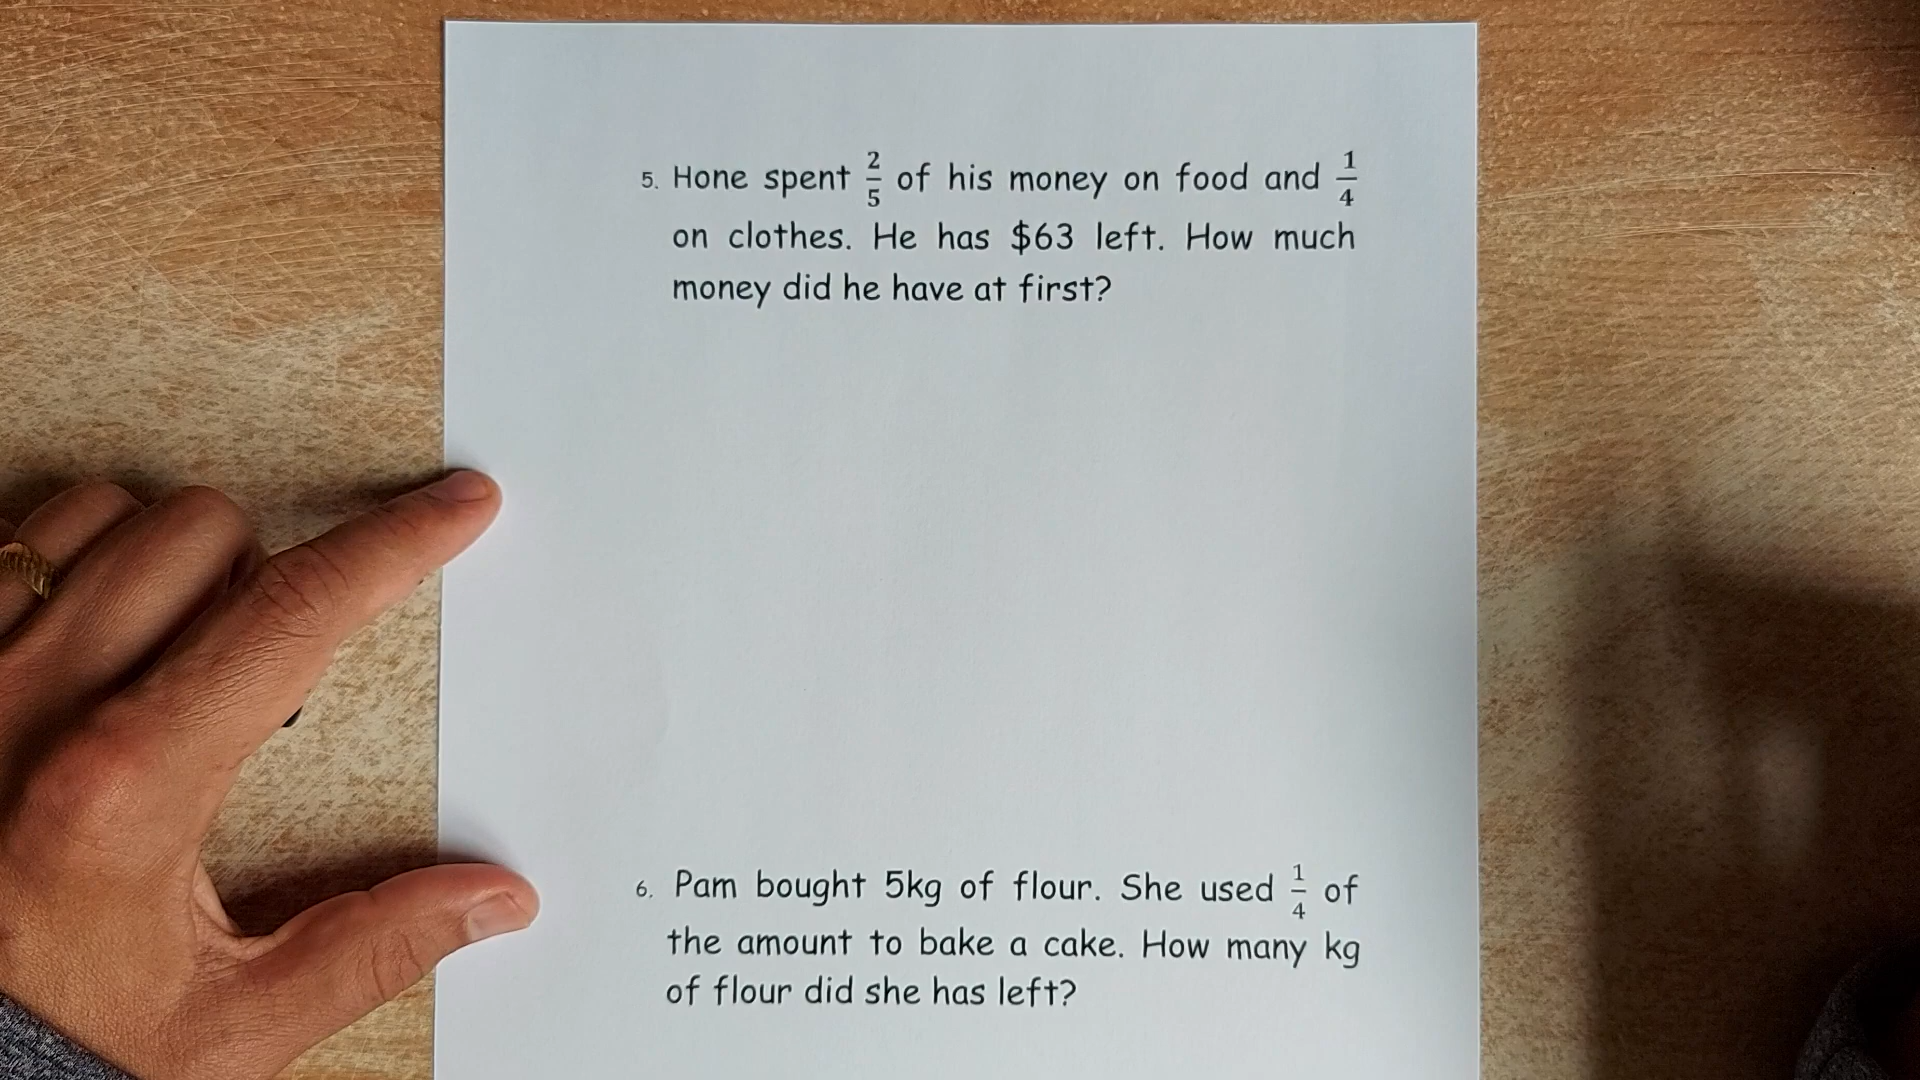 5. Hone spent 2/5 of his money on food and 1/4
on clothes. He has $63 left. How much
money did he have at first?
6. Pam bought 5kg of flour. She used 1/4 of
the amount to bake a cake. How many kg
of flour did she has left?